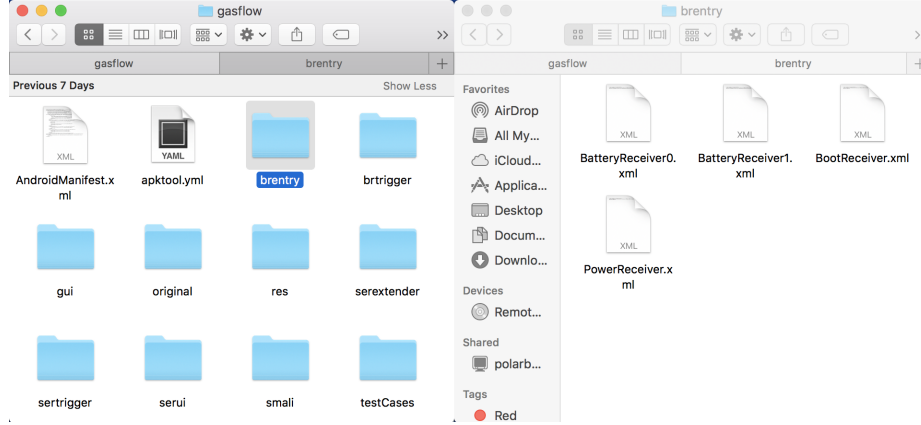 gasflow
gasflow
brentry
Previous 7 Days
Show Less
XML
YAML
AndroidManifest.x
ml
apktool.yml
brentry
brtrigger
gui
original
res
serextender
sertrigger
serui
smali
testCases
brentry
gasflow
brentry
Favorites
AirDrop
All My...
iCloud...
Applica...
Desktop
Docum...
Downlo...
Devices
Remot...
Shared
polarb...
Tags
Red
XML
XML
XML
BatteryReceiver0.
xml
BatteryReceiver1.
xml
BootReceiver.xml
XML
PowerReceiver.x
ml